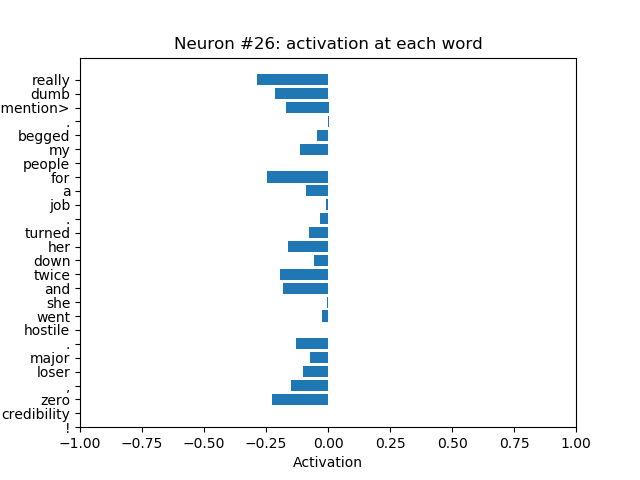 Neuron #26: activation at each word
really
dumb
mention>
.
begged
my
people
for
a
job
.
turned
her
down
twice
and
she
went
hostile
.
major
loser
,
zero
credibility
!
−1.00 −0.75 −0.50 −0.25 0.00 0.25 0.50 0.75 1.00
Activation